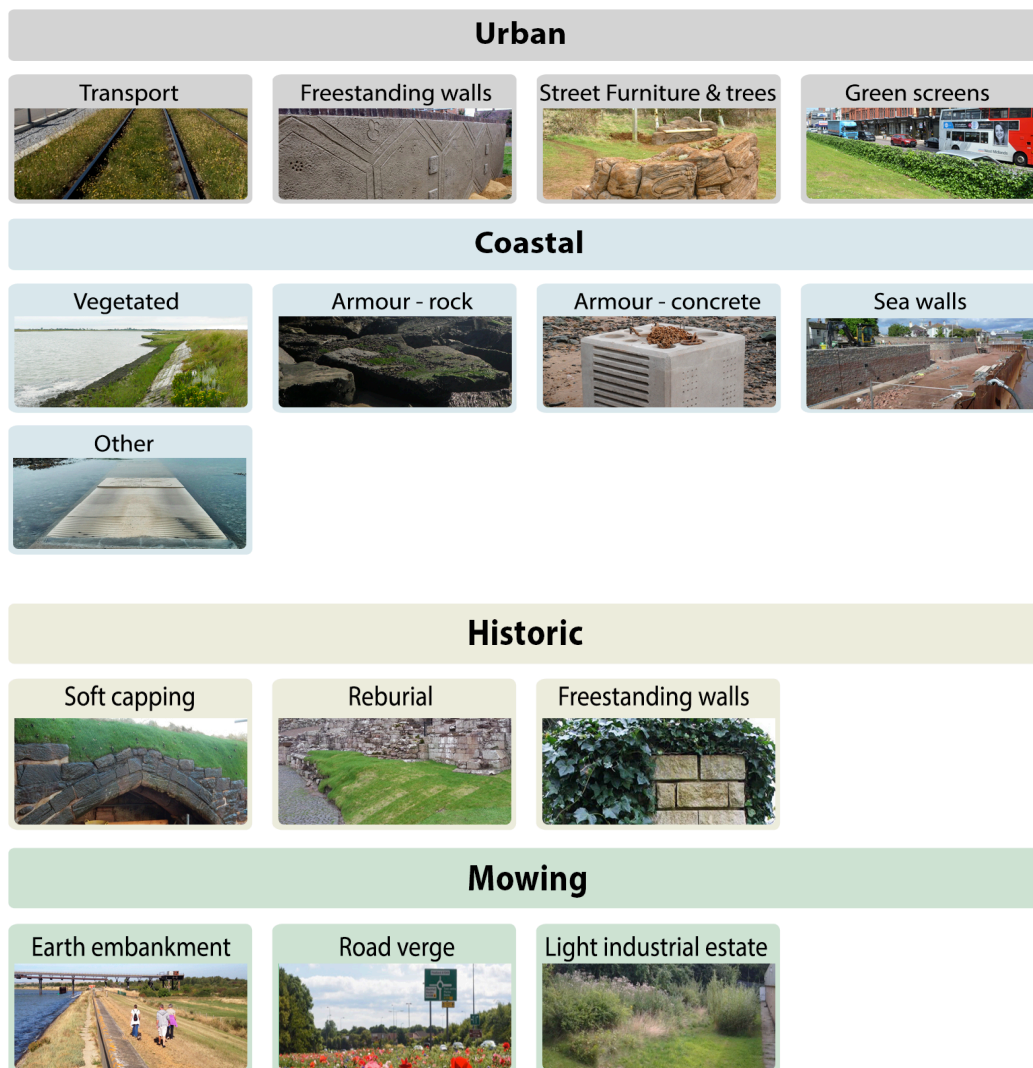 Urban
Transport
Freestanding walls
Street Furniture & trees
Green screens
Coastal
Vegetated
Armour - rock
Armour - concrete
Sea walls
Other
Historic
Soft capping
Reburial
Freestanding walls
Mowing
Earth embankment
Road verge
Light industrial estate